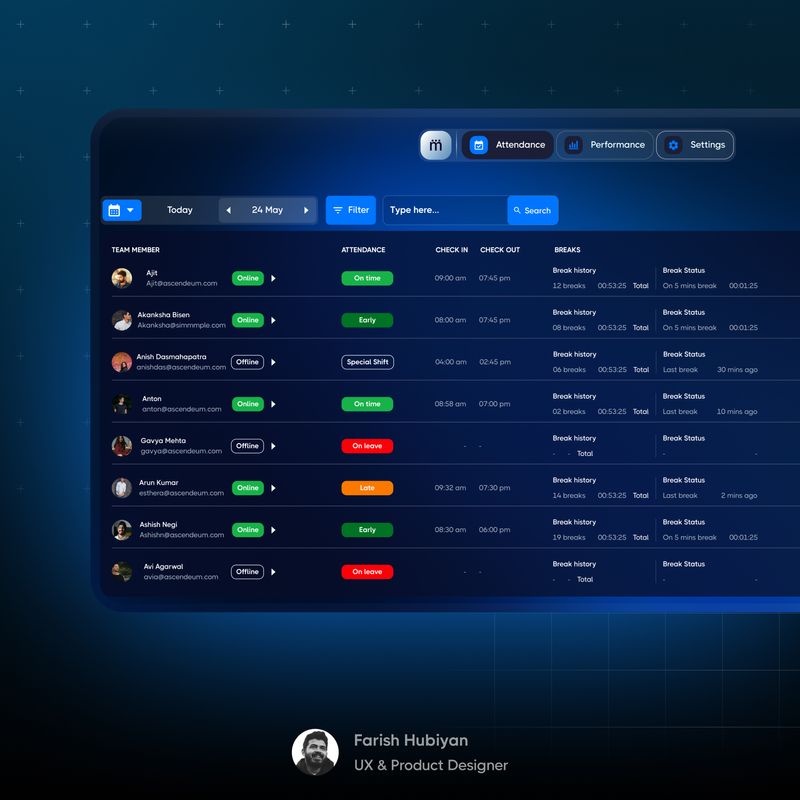 Attendance Performance Settings
Today 24 May Filter Type here... Search
TEAM MEMBER ATTENDANCE CHECK IN CHECK OUT BREAKS
Ajit Break history Break Status
Ajit@ascendeum.com Online On time 09:00 am 07:45 pm 12 breaks 00:53:25 Total On 5 mins break 00:01:25
Akanksha Bisen Break history Break Status
Akanksha@simmmple.com Online Early 08:00 am 07:45 pm 08 breaks 00:53:25 Total On 5 mins break 00:01:25
Anish Dasmahapatra Break history Break Status
anishdas@ascendeum.com Offline Special Shift 04:00 am 02:45 pm 06 breaks 00:53:25 Total Last break 30 mins ago
Anton Break history Break Status
anton@ascendeum.com Online On time 08:58 am 07:00 pm 02 breaks 00:53:25 Total Last break 10 mins ago
Gavya Mehta Break history Break Status
gavya@ascendeum.com Offline On leave - - - - Total - -
Arun Kumar Break history Break Status
esthera@ascendeum.com Online Late 09:32 am 07:30 pm 14 breaks 00:53:25 Total Last break 2 mins ago
Ashish Negi Break history Break Status
Ashishn@ascendeum.com Online Early 08:30 am 06:00 pm 19 breaks 00:53:25 Total On 5 mins break 00:01:25
Avi Agarwal Break history Break Status
avia@ascendeum.com Offline On leave - - - - Total - -
Farish Hubiyan
UX & Product Designer